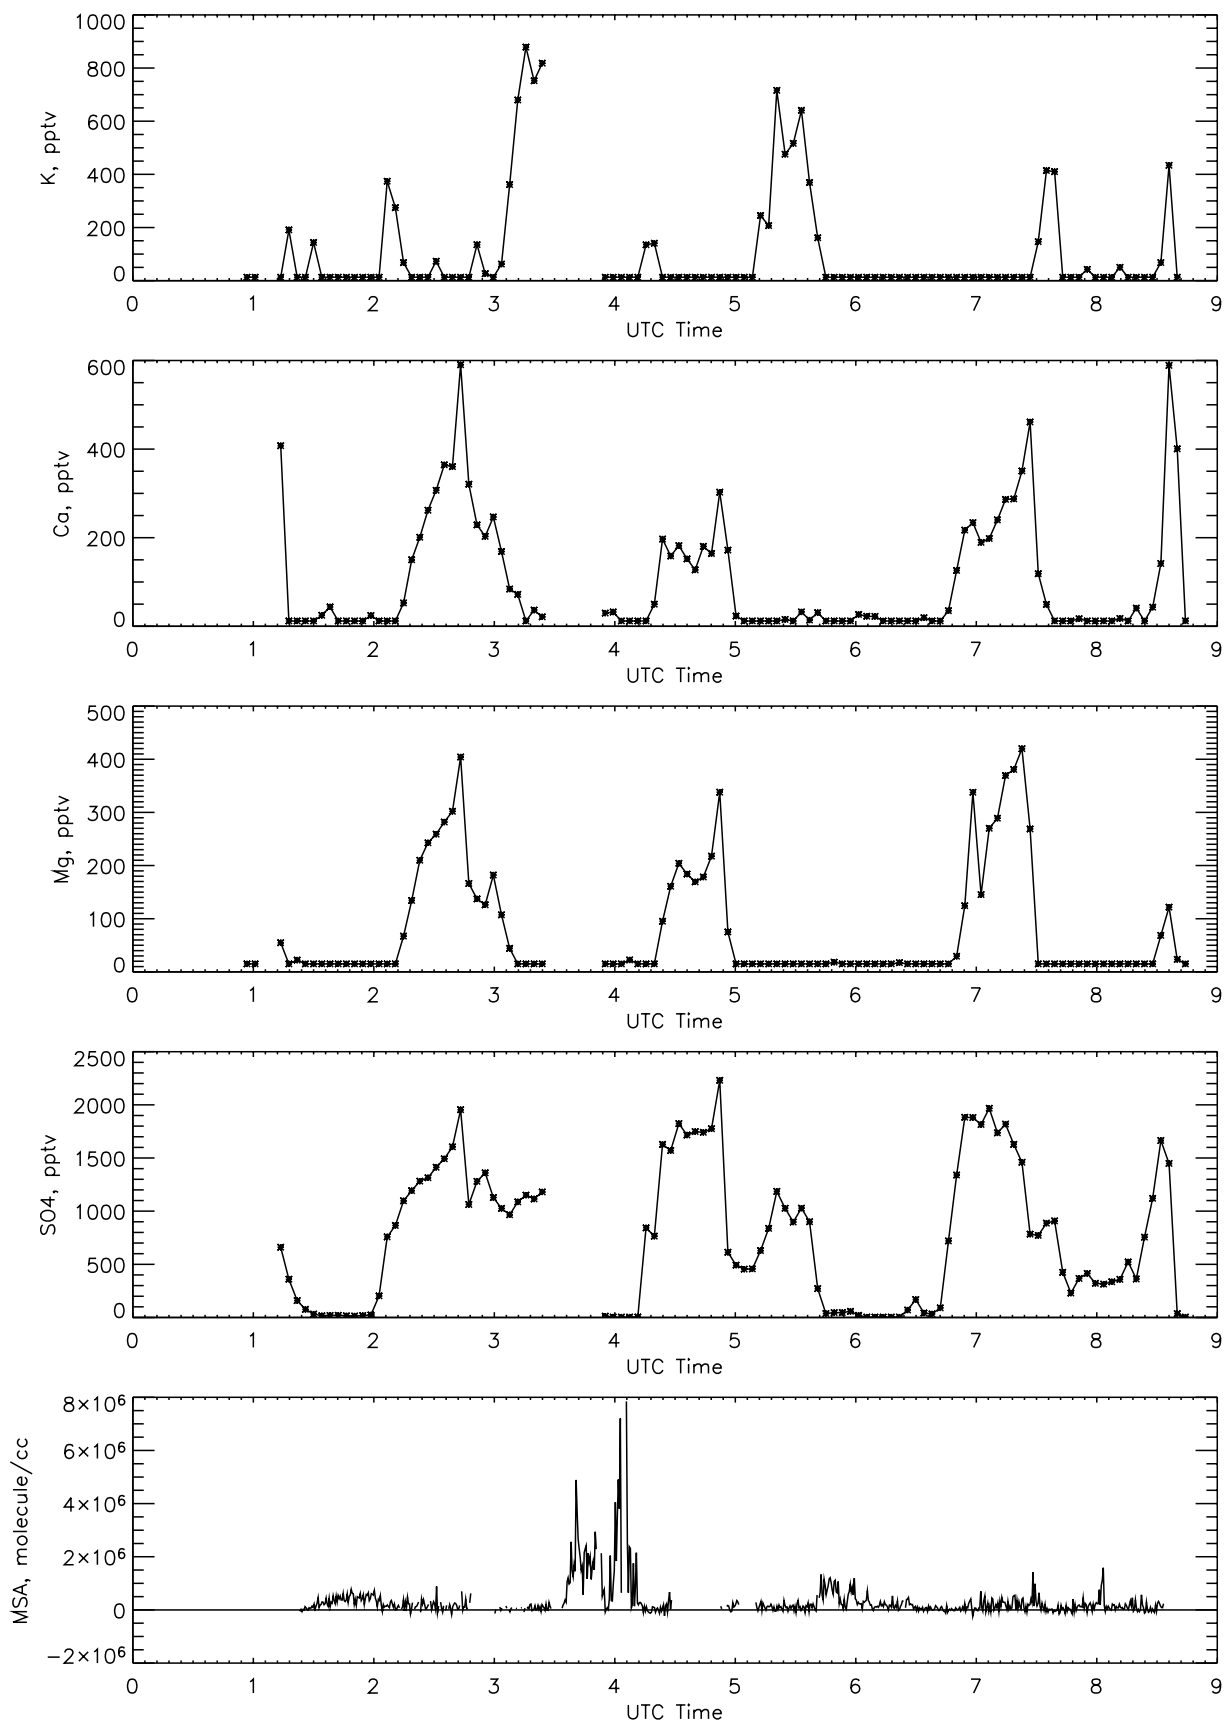 1000
800
600
400
200
0
K, pptv
0 1 2 3 4 5 6 7 8 9
UTC Time
600
400
200
0
Ca, pptv
0 1 2 3 4 5 6 7 8 9
UTC Time
500
400
300
200
100
0
Mg, pptv
0 1 2 3 4 5 6 7 8 9
UTC Time
2500
2000
1500
1000
500
0
SO4, pptv
0 1 2 3 4 5 6 7 8 9
UTC Time
8×10⁶
6×10⁶
4×10⁶
2×10⁶
0
−2×10⁶
MSA, molecule/cc
0 1 2 3 4 5 6 7 8 9
UTC Time